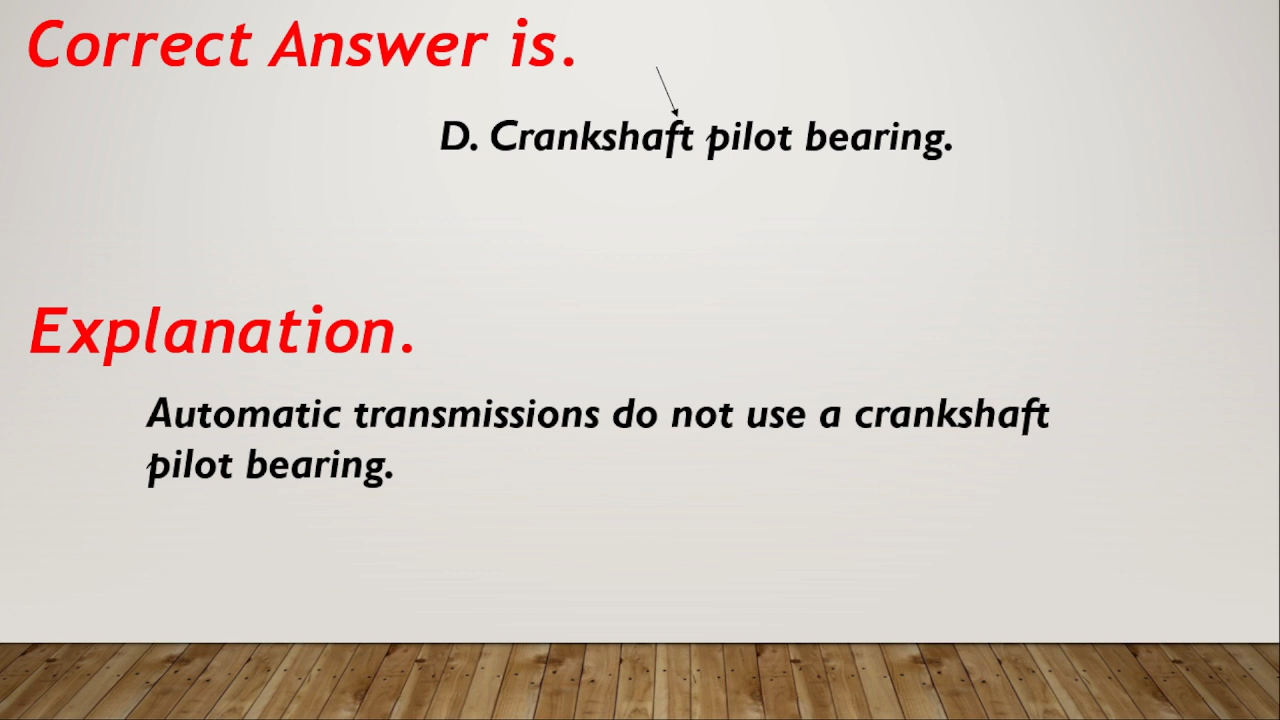 Correct Answer is.
D. Crankshaft pilot bearing.
Explanation.
Automatic transmissions do not use a crankshaft
pilot bearing.